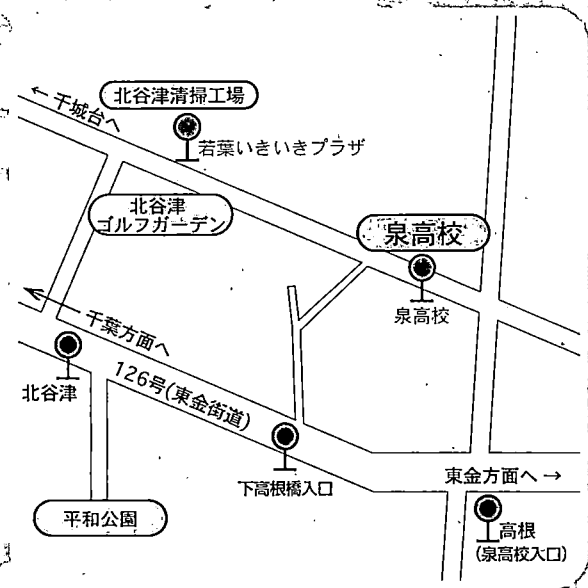 北谷津清掃工場
← 千城台へ
若葉いきいきプラザ
北谷津
ゴルフガーデン
泉高校
泉高校
千葉方面へ
北谷津
126号(東金街道)
下高根橋入口
東金方面へ →
平和公園
高根
(泉高校入口)